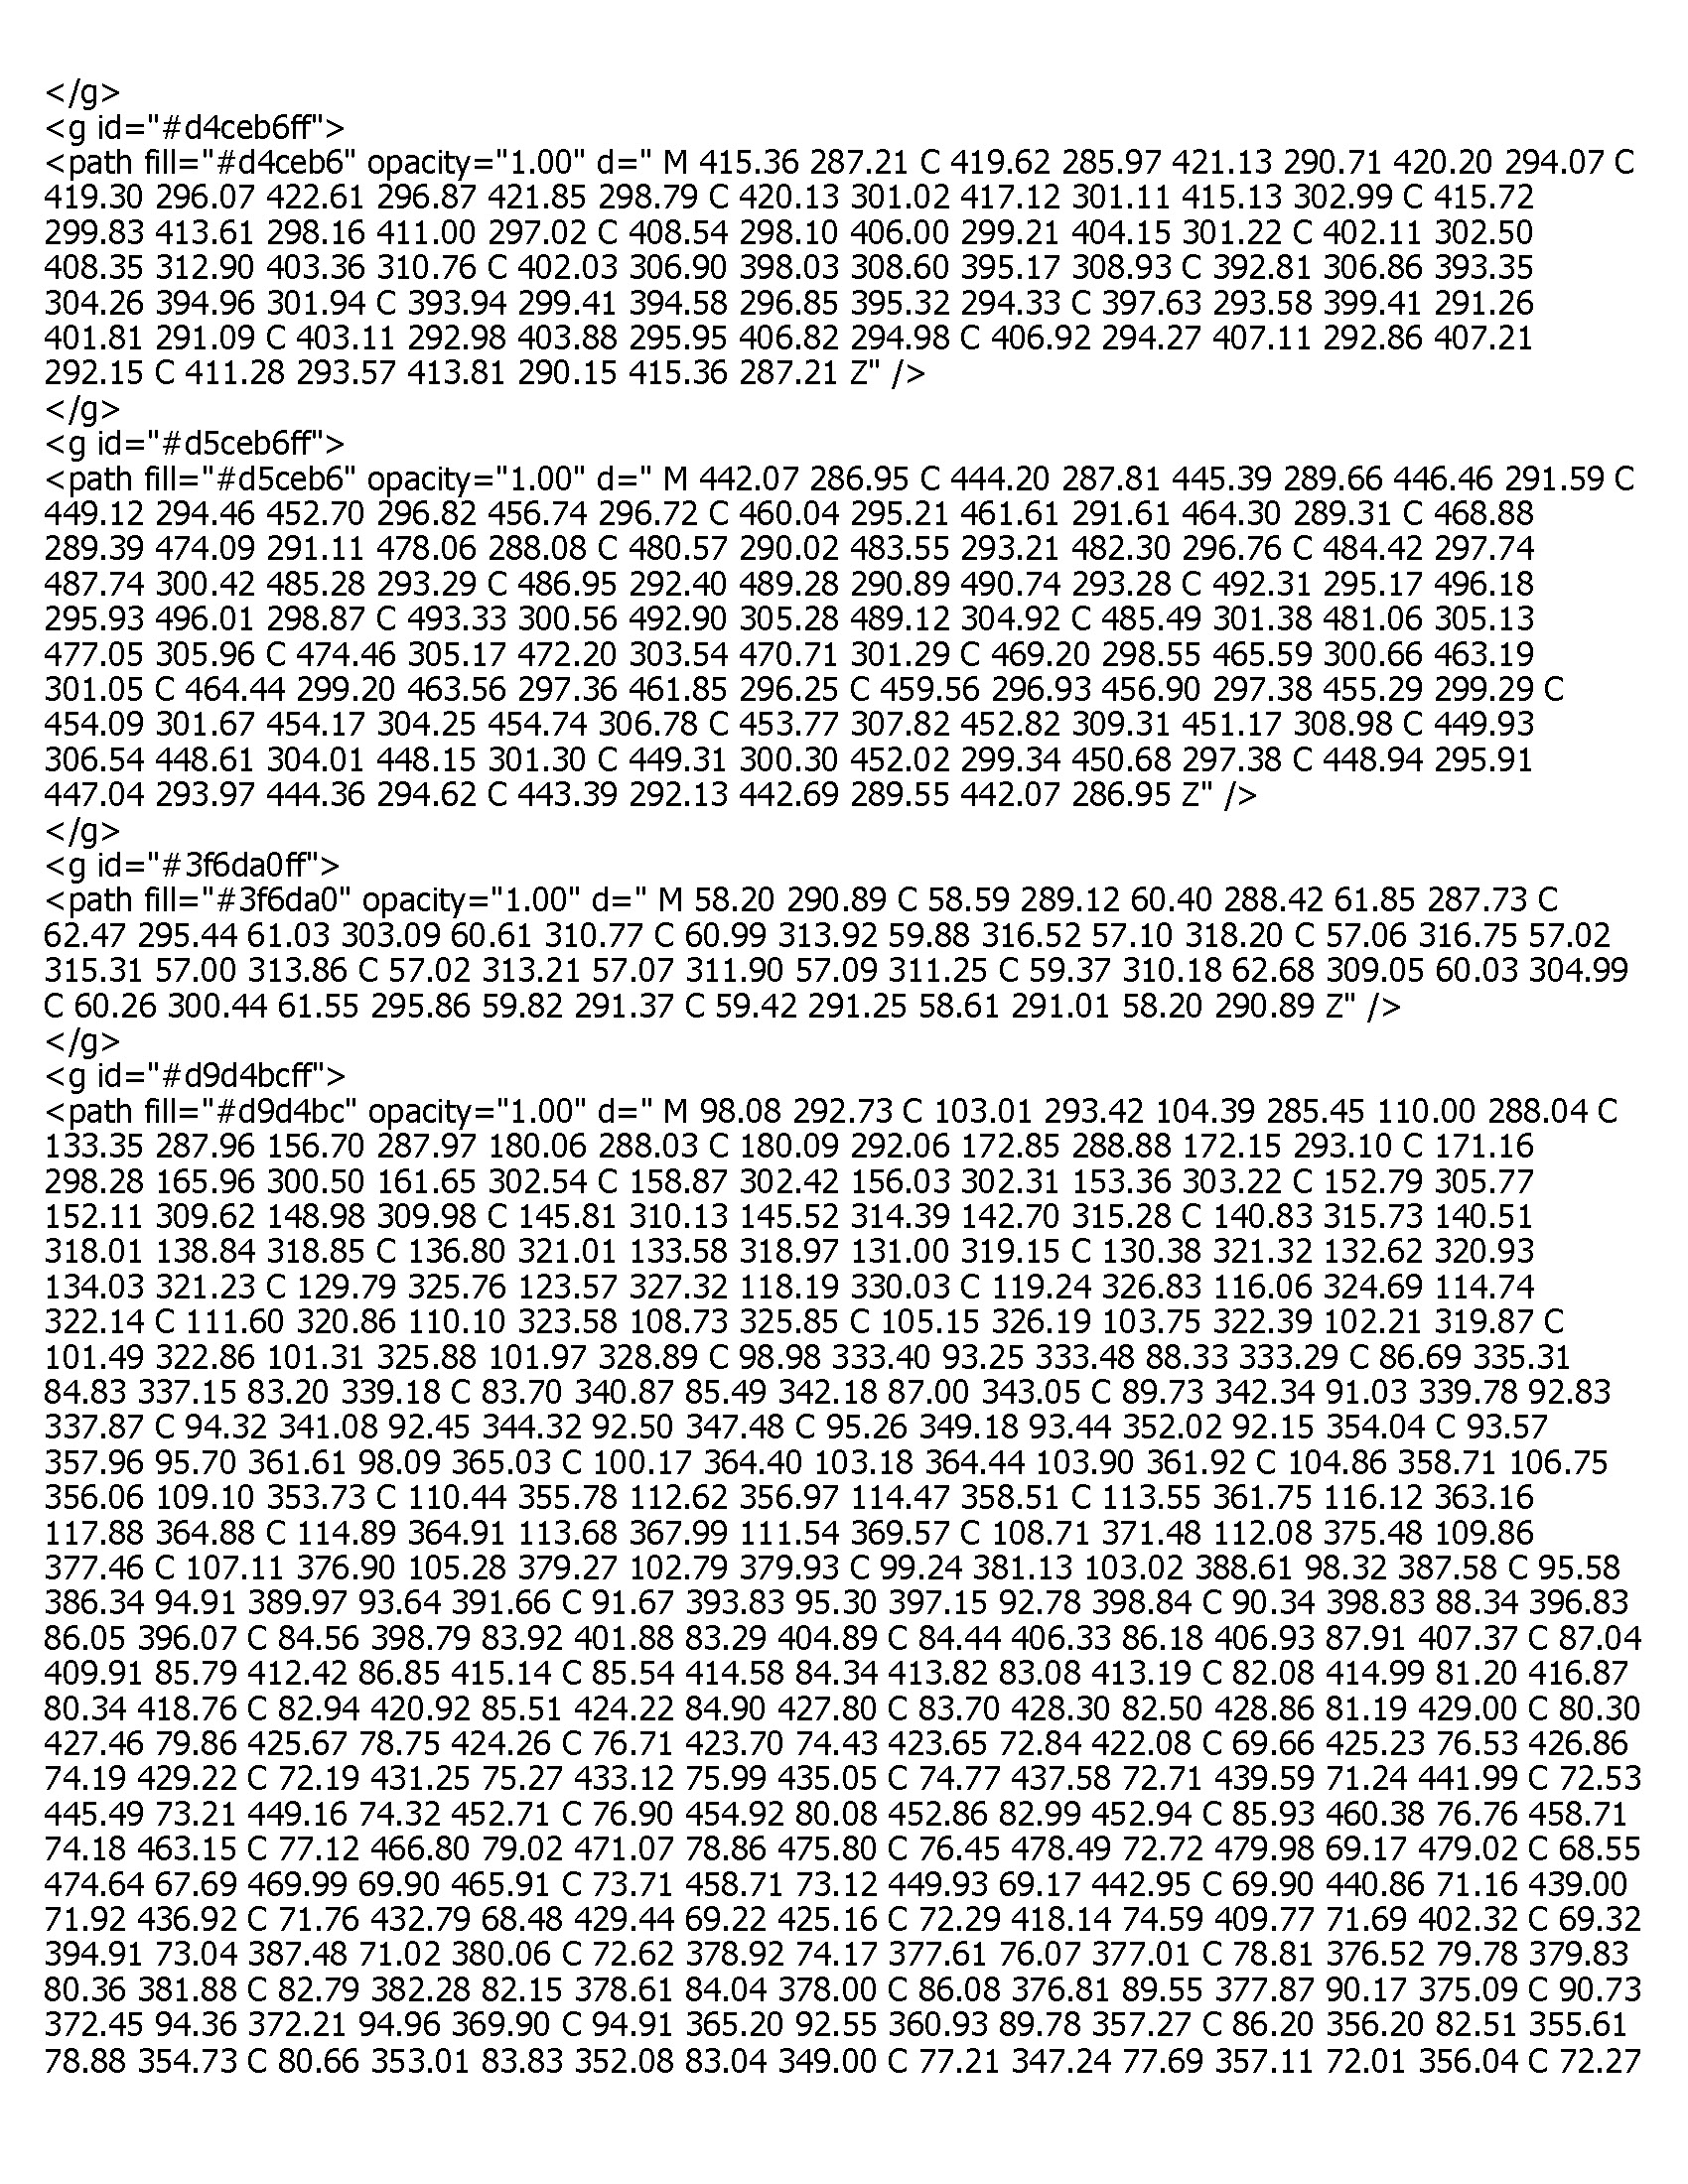 </g>
<g id="#d4ceb6ff">
<path fill="#d4ceb6" opacity="1.00" d=" M 415.36 287.21 C 419.62 285.97 421.13 290.71 420.20 294.07 C
419.30 296.07 422.61 296.87 421.85 298.79 C 420.13 301.02 417.12 301.11 415.13 302.99 C 415.72
299.83 413.61 298.16 411.00 297.02 C 408.54 298.10 406.00 299.21 404.15 301.22 C 402.11 302.50
408.35 312.90 403.36 310.76 C 402.03 306.90 398.03 308.60 395.17 308.93 C 392.81 306.86 393.35
304.26 394.96 301.94 C 393.94 299.41 394.58 296.85 395.32 294.33 C 397.63 293.58 399.41 291.26
401.81 291.09 C 403.11 292.98 403.88 295.95 406.82 294.98 C 406.92 294.27 407.11 292.86 407.21
292.15 C 411.28 293.57 413.81 290.15 415.36 287.21 Z" />
</g>
<g id="#d5ceb6ff">
<path fill="#d5ceb6" opacity="1.00" d=" M 442.07 286.95 C 444.20 287.81 445.39 289.66 446.46 291.59 C
449.12 294.46 452.70 296.82 456.74 296.72 C 460.04 295.21 461.61 291.61 464.30 289.31 C 468.88
289.39 474.09 291.11 478.06 288.08 C 480.57 290.02 483.55 293.21 482.30 296.76 C 484.42 297.74
487.74 300.42 485.28 293.29 C 486.95 292.40 489.28 290.89 490.74 293.28 C 492.31 295.17 496.18
295.93 496.01 298.87 C 493.33 300.56 492.90 305.28 489.12 304.92 C 485.49 301.38 481.06 305.13
477.05 305.96 C 474.46 305.17 472.20 303.54 470.71 301.29 C 469.20 298.55 465.59 300.66 463.19
301.05 C 464.44 299.20 463.56 297.36 461.85 296.25 C 459.56 296.93 456.90 297.38 455.29 299.29 C
454.09 301.67 454.17 304.25 454.74 306.78 C 453.77 307.82 452.82 309.31 451.17 308.98 C 449.93
306.54 448.61 304.01 448.15 301.30 C 449.31 300.30 452.02 299.34 450.68 297.38 C 448.94 295.91
447.04 293.97 444.36 294.62 C 443.39 292.13 442.69 289.55 442.07 286.95 Z" />
</g>
<g id="#3f6da0ff">
<path fill="#3f6da0" opacity="1.00" d=" M 58.20 290.89 C 58.59 289.12 60.40 288.42 61.85 287.73 C
62.47 295.44 61.03 303.09 60.61 310.77 C 60.99 313.92 59.88 316.52 57.10 318.20 C 57.06 316.75 57.02
315.31 57.00 313.86 C 57.02 313.21 57.07 311.90 57.09 311.25 C 59.37 310.18 62.68 309.05 60.03 304.99
C 60.26 300.44 61.55 295.86 59.82 291.37 C 59.42 291.25 58.61 291.01 58.20 290.89 Z" />
</g>
<g id="#d9d4bcff">
<path fill="#d9d4bc" opacity="1.00" d=" M 98.08 292.73 C 103.01 293.42 104.39 285.45 110.00 288.04 C
133.35 287.96 156.70 287.97 180.06 288.03 C 180.09 292.06 172.85 288.88 172.15 293.10 C 171.16
298.28 165.96 300.50 161.65 302.54 C 158.87 302.42 156.03 302.31 153.36 303.22 C 152.79 305.77
152.11 309.62 148.98 309.98 C 145.81 310.13 145.52 314.39 142.70 315.28 C 140.83 315.73 140.51
318.01 138.84 318.85 C 136.80 321.01 133.58 318.97 131.00 319.15 C 130.38 321.32 132.62 320.93
134.03 321.23 C 129.79 325.76 123.57 327.32 118.19 330.03 C 119.24 326.83 116.06 324.69 114.74
322.14 C 111.60 320.86 110.10 323.58 108.73 325.85 C 105.15 326.19 103.75 322.39 102.21 319.87 C
101.49 322.86 101.31 325.88 101.97 328.89 C 98.98 333.40 93.25 333.48 88.33 333.29 C 86.69 335.31
84.83 337.15 83.20 339.18 C 83.70 340.87 85.49 342.18 87.00 343.05 C 89.73 342.34 91.03 339.78 92.83
337.87 C 94.32 341.08 92.45 344.32 92.50 347.48 C 95.26 349.18 93.44 352.02 92.15 354.04 C 93.57
357.96 95.70 361.61 98.09 365.03 C 100.17 364.40 103.18 364.44 103.90 361.92 C 104.86 358.71 106.75
356.06 109.10 353.73 C 110.44 355.78 112.62 356.97 114.47 358.51 C 113.55 361.75 116.12 363.16
117.88 364.88 C 114.89 364.91 113.68 367.99 111.54 369.57 C 108.71 371.48 112.08 375.48 109.86
377.46 C 107.11 376.90 105.28 379.27 102.79 379.93 C 99.24 381.13 103.02 388.61 98.32 387.58 C 95.58
386.34 94.91 389.97 93.64 391.66 C 91.67 393.83 95.30 397.15 92.78 398.84 C 90.34 398.83 88.34 396.83
86.05 396.07 C 84.56 398.79 83.92 401.88 83.29 404.89 C 84.44 406.33 86.18 406.93 87.91 407.37 C 87.04
409.91 85.79 412.42 86.85 415.14 C 85.54 414.58 84.34 413.82 83.08 413.19 C 82.08 414.99 81.20 416.87
80.34 418.76 C 82.94 420.92 85.51 424.22 84.90 427.80 C 83.70 428.30 82.50 428.86 81.19 429.00 C 80.30
427.46 79.86 425.67 78.75 424.26 C 76.71 423.70 74.43 423.65 72.84 422.08 C 69.66 425.23 76.53 426.86
74.19 429.22 C 72.19 431.25 75.27 433.12 75.99 435.05 C 74.77 437.58 72.71 439.59 71.24 441.99 C 72.53
445.49 73.21 449.16 74.32 452.71 C 76.90 454.92 80.08 452.86 82.99 452.94 C 85.93 460.38 76.76 458.71
74.18 463.15 C 77.12 466.80 79.02 471.07 78.86 475.80 C 76.45 478.49 72.72 479.98 69.17 479.02 C 68.55
474.64 67.69 469.99 69.90 465.91 C 73.71 458.71 73.12 449.93 69.17 442.95 C 69.90 440.86 71.16 439.00
71.92 436.92 C 71.76 432.79 68.48 429.44 69.22 425.16 C 72.29 418.14 74.59 409.77 71.69 402.32 C 69.32
394.91 73.04 387.48 71.02 380.06 C 72.62 378.92 74.17 377.61 76.07 377.01 C 78.81 376.52 79.78 379.83
80.36 381.88 C 82.79 382.28 82.15 378.61 84.04 378.00 C 86.08 376.81 89.55 377.87 90.17 375.09 C 90.73
372.45 94.36 372.21 94.96 369.90 C 94.91 365.20 92.55 360.93 89.78 357.27 C 86.20 356.20 82.51 355.61
78.88 354.73 C 80.66 353.01 83.83 352.08 83.04 349.00 C 77.21 347.24 77.69 357.11 72.01 356.04 C 72.27